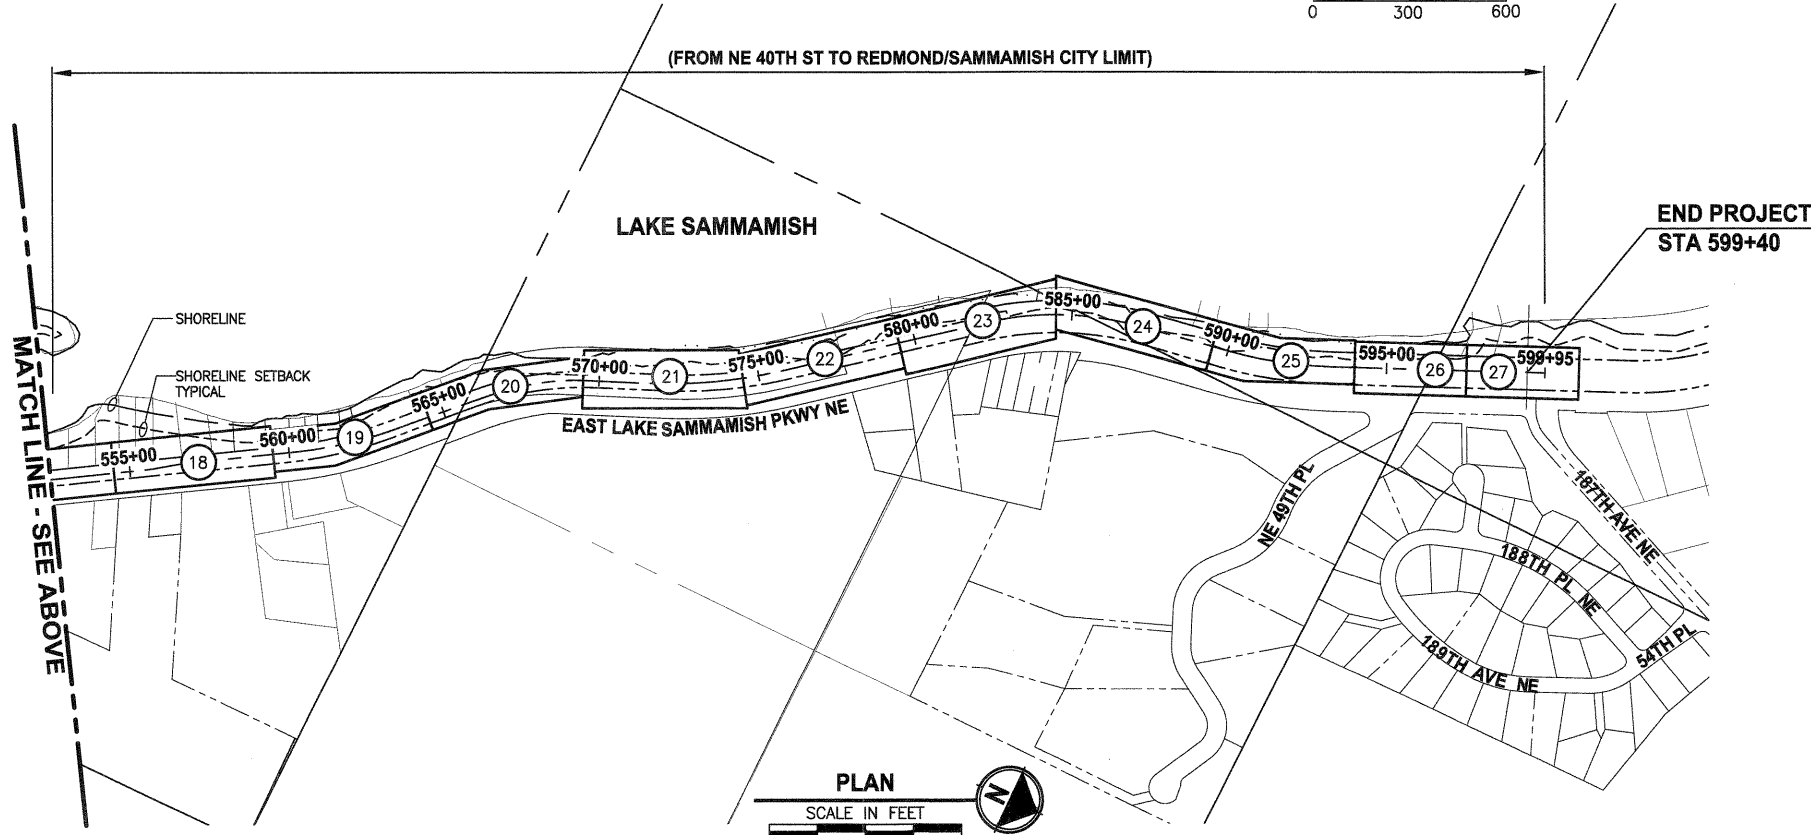 0 300 600
(FROM NE 40TH ST TO REDMOND/SAMMAMISH CITY LIMIT)
LAKE SAMMAMISH
END PROJECT
STA 599+40
SHORELINE
SHORELINE SETBACK
TYPICAL
MATCH LINE - SEE ABOVE
555+00
18
560+00
19
565+00
20
570+00
21
575+00
22
580+00
23
585+00
24
590+00
25
595+00
26
27
599+95
EAST LAKE SAMMAMISH PKWY NE
NE 49TH PL
187TH AVE NE
188TH PL NE
189TH AVE NE
54TH PL
PLAN
N
SCALE IN FEET